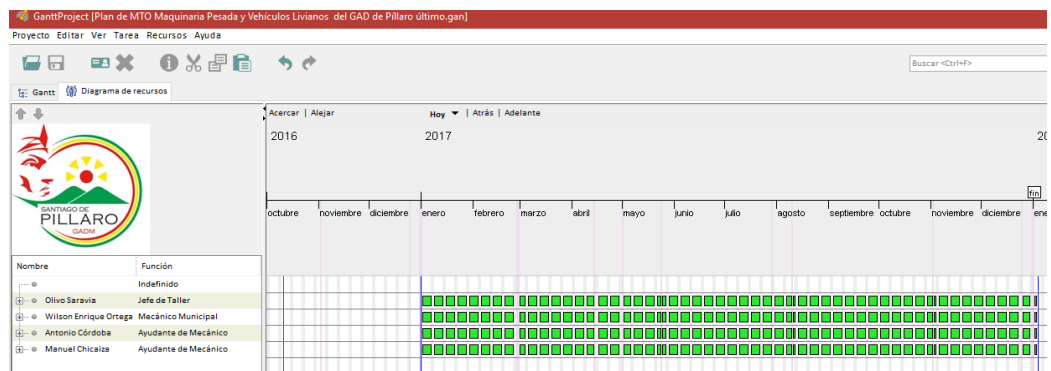 GanttProject [Plan de MTO Maquinaria Pesada y Vehículos Livianos del GAD de Píllaro último.gan]
Proyecto Editar Ver Tarea Recursos Ayuda
Buscar <Ctrl+F>
Gantt Diagrama de recursos
Acercar | Alejar Hoy | Atrás | Adelante
2016 2017 20
fin
octubre noviembre diciembre enero febrero marzo abril mayo junio julio agosto septiembre octubre noviembre diciembre ene
SANTIAGO DE
PILLARO
GADM
Nombre Función
Indefinido
Olivo Saravia Jefe de Taller
Wilson Enrique Ortega Mecánico Municipal
Antonio Córdoba Ayudante de Mecánico
Manuel Chicaiza Ayudante de Mecánico